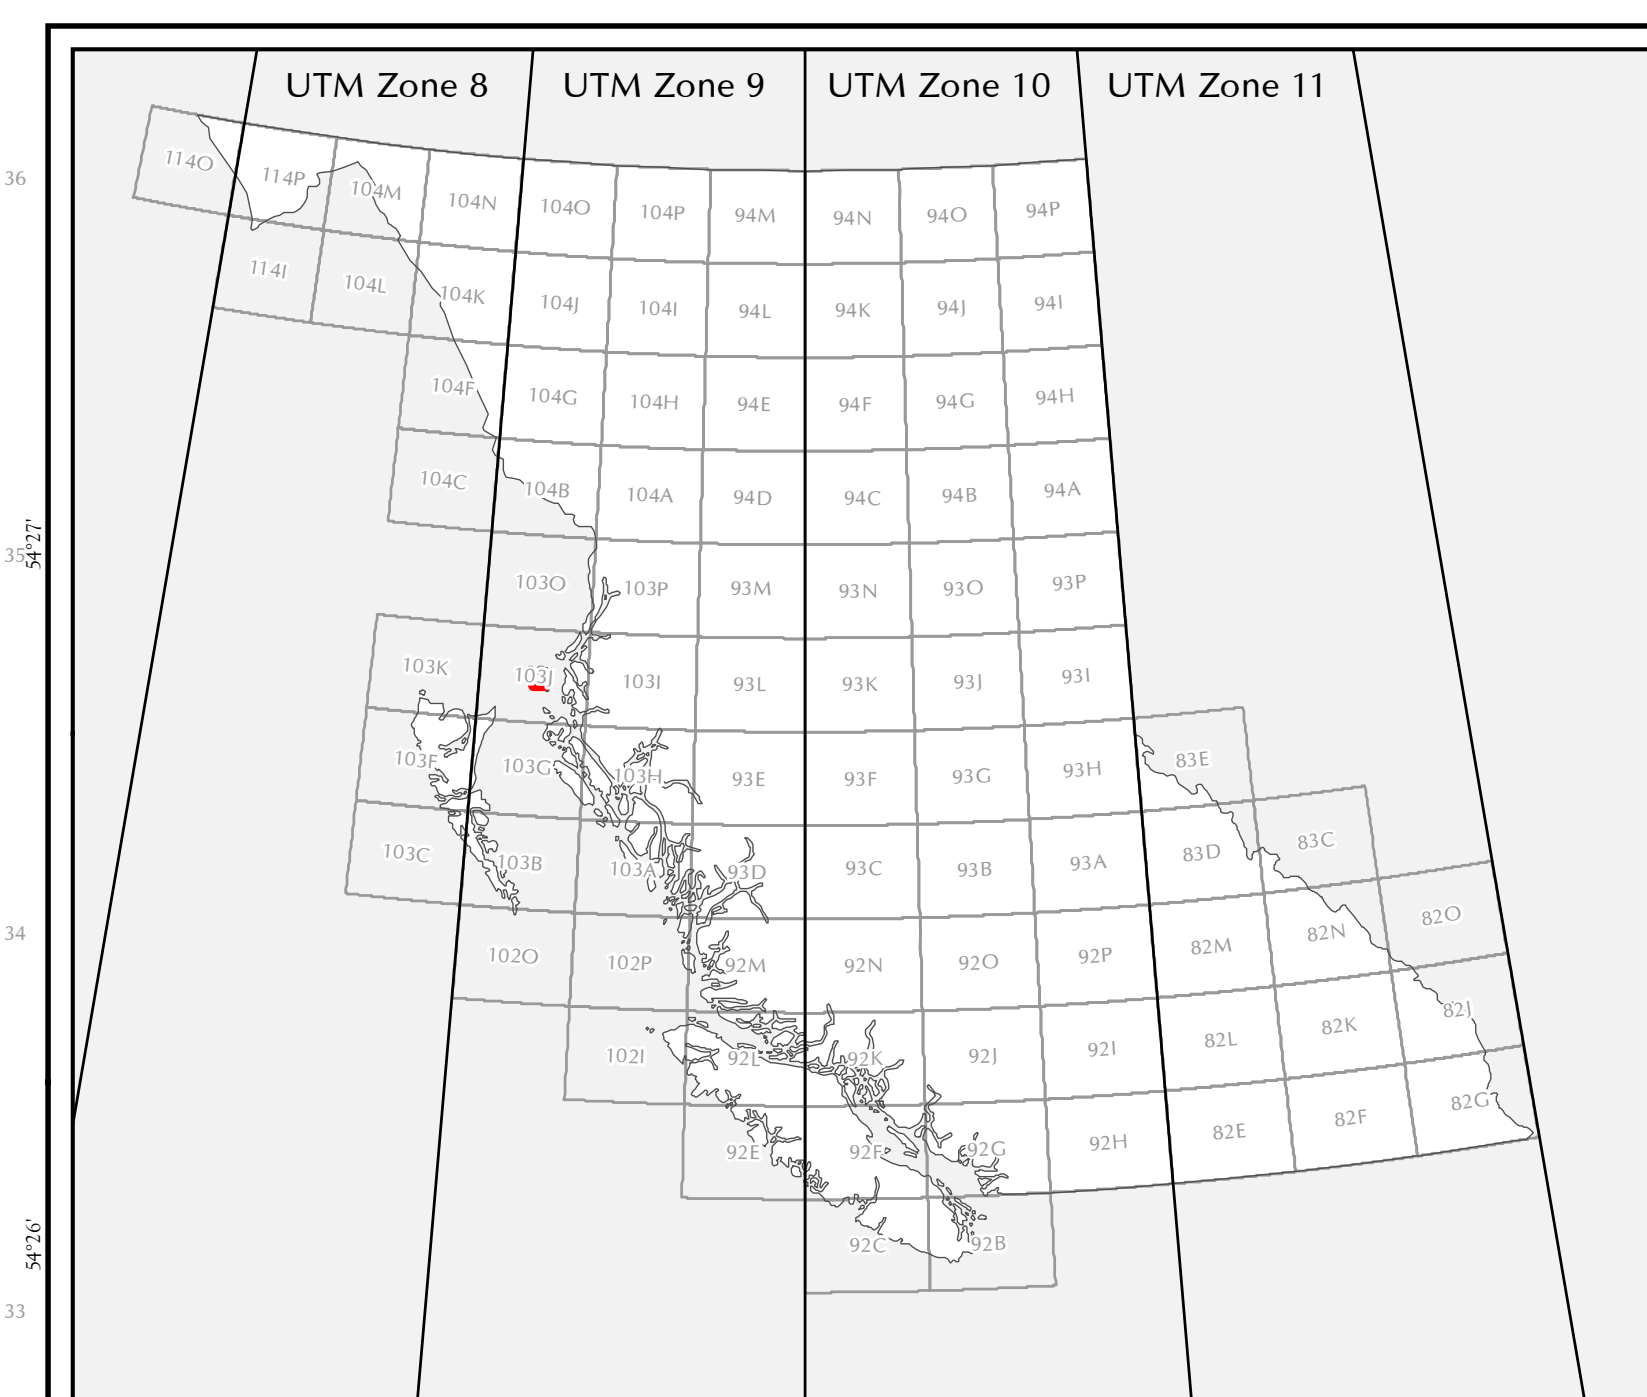 UTM Zone 8 UTM Zone 9 UTM Zone 10 UTM Zone 11
36
114O 114P 104M 104N 104O 104P 94M 94N 94O 94P
114I 104L 104K 104J 104I 94L 94K 94J 94I
104F 104G 104H 94E 94F 94G 94H
104C 104B 104A 94D 94C 94B 94A
35
54°27'
103O 103P 93M 93N 93O 93P
103K 103J 103I 93L 93K 93J 93I
103F 103G 103H 93E 93F 93G 93H 83E
103C 103B 103A 93D 93C 93B 93A 83D 83C
34
102O 102P 92M 92N 92O 92P 82M 82N 82O
102I 92L 92K 92J 92I 82L 82K 82J
92E 92F 92G 92H 82E 82F 82G
92C 92B
54°26'
33